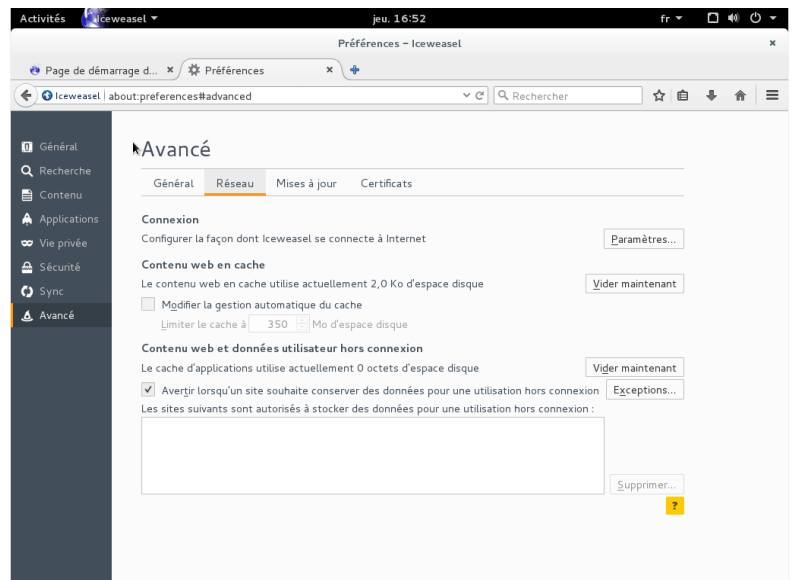 Activités Iceweasel jeu. 16:52 fr
Préférences – Iceweasel
Page de démarrage d... Préférences
Iceweasel about:preferences#advanced Rechercher
Général
Recherche
Contenu
Applications
Vie privée
Sécurité
Sync
Avancé
Avancé
Général Réseau Mises à jour Certificats
Connexion
Configurer la façon dont Iceweasel se connecte à Internet Paramètres...
Contenu web en cache
Le contenu web en cache utilise actuellement 2,0 Ko d'espace disque Vider maintenant
Modifier la gestion automatique du cache
Limiter le cache à 350 Mo d'espace disque
Contenu web et données utilisateur hors connexion
Le cache d'applications utilise actuellement 0 octets d'espace disque Vider maintenant
Avertir lorsqu'un site souhaite conserver des données pour une utilisation hors connexion Exceptions...
Les sites suivants sont autorisés à stocker des données pour une utilisation hors connexion :
Supprimer...
?